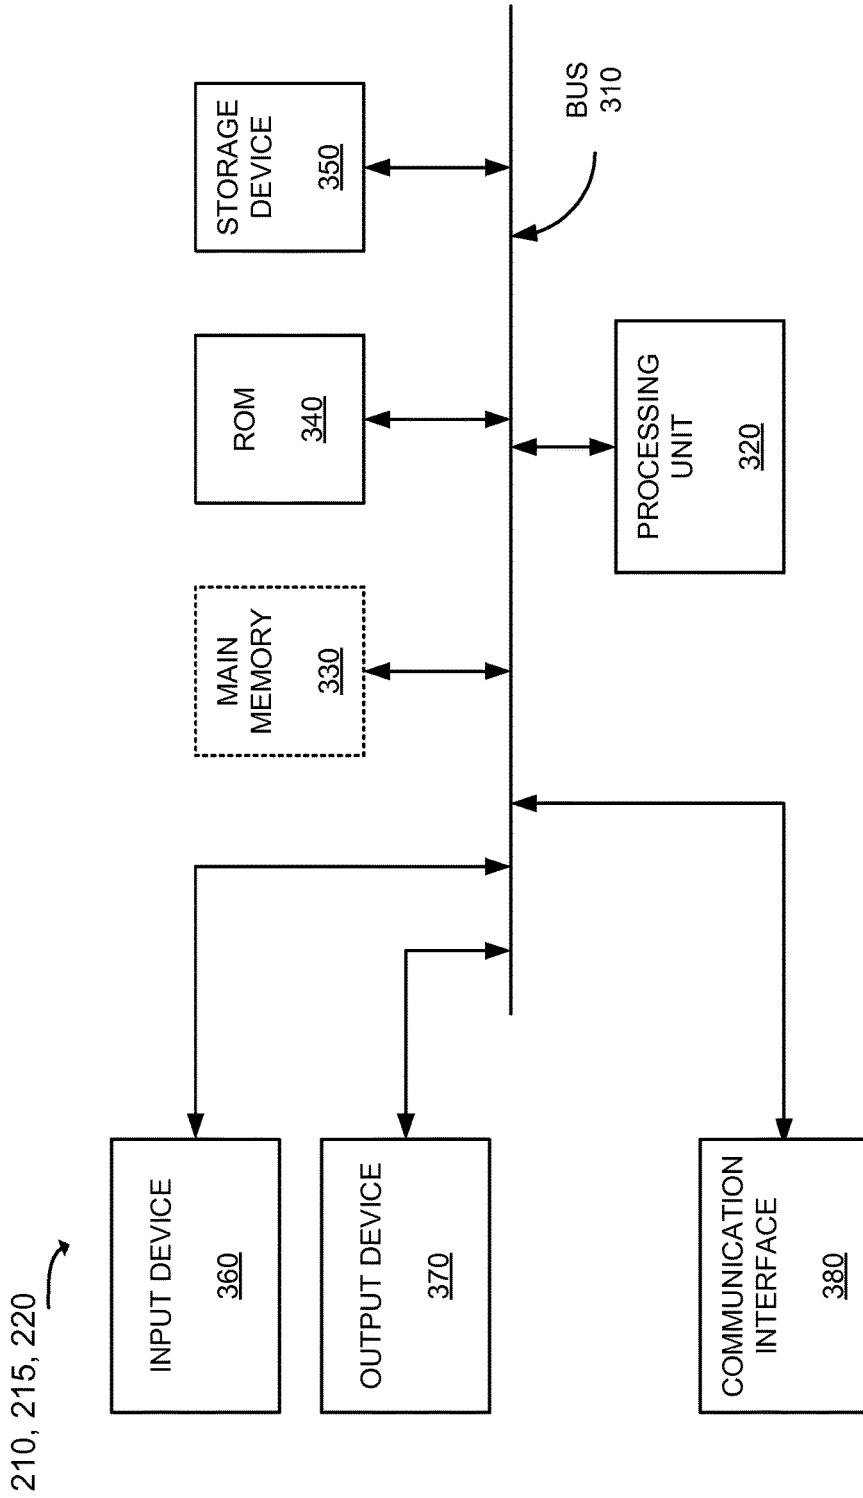 210, 215, 220
INPUT DEVICE
360
OUTPUT DEVICE
370
COMMUNICATION
INTERFACE
380
MAIN
MEMORY
330
ROM
340
STORAGE
DEVICE
350
PROCESSING
UNIT
320
BUS
310